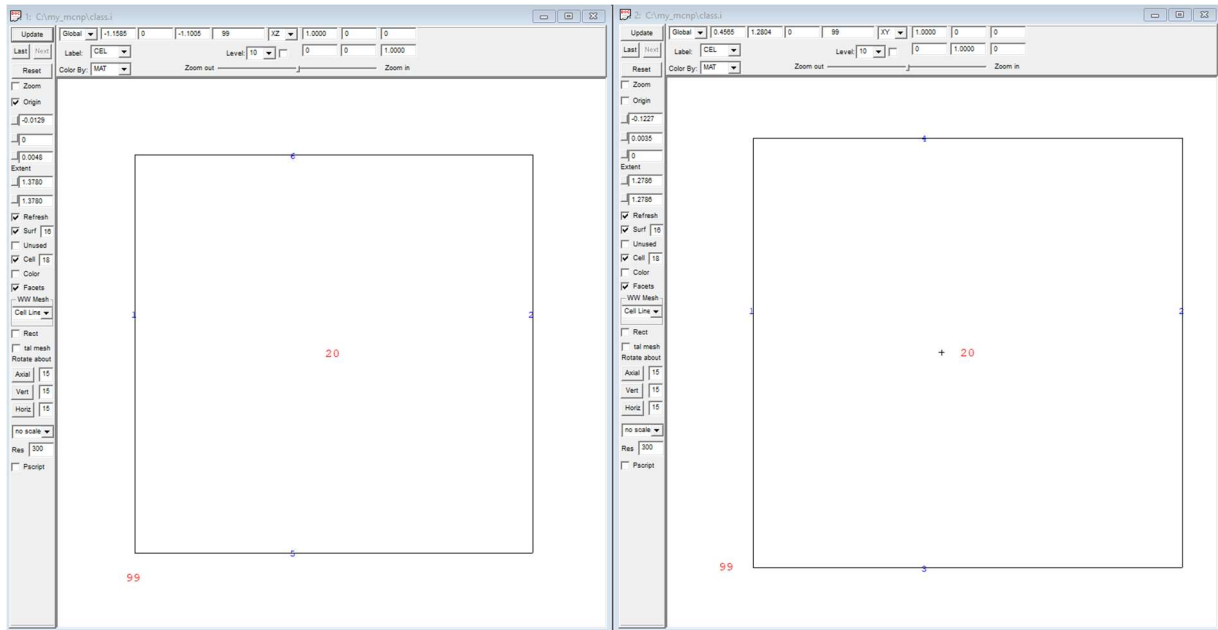 1: C:\my_mcnp\class.i
Update Global -1.1585 0 -1.1005 99 XZ 1.0000 0 0
Last Next Label: CEL Level: 10 0 0 1.0000
Reset Color By: MAT Zoom out Zoom in
Zoom
Origin
-0.0129
0
0.0048
Extent
1.3780
1.3780
Refresh
Surf 16
Unused
Cell 18
Color
Facets
WW Mesh
Cell Line
Rect
tal mesh
Rotate about
Axial 15
Vert 15
Horiz 15
no scale
Res 300
Pscript
6
1
2
20
5
99
2: C:\my_mcnp\class.i
Update Global 0.4565 1.2804 0 99 XY 1.0000 0 0
Last Next Label: CEL Level: 10 0 1.0000 0
Reset Color By: MAT Zoom out Zoom in
Zoom
Origin
-0.1227
0.0035
0
Extent
1.2786
1.2786
Refresh
Surf 16
Unused
Cell 18
Color
Facets
WW Mesh
Cell Line
Rect
tal mesh
Rotate about
Axial 15
Vert 15
Horiz 15
no scale
Res 300
Pscript
4
1
2
+ 20
99
3